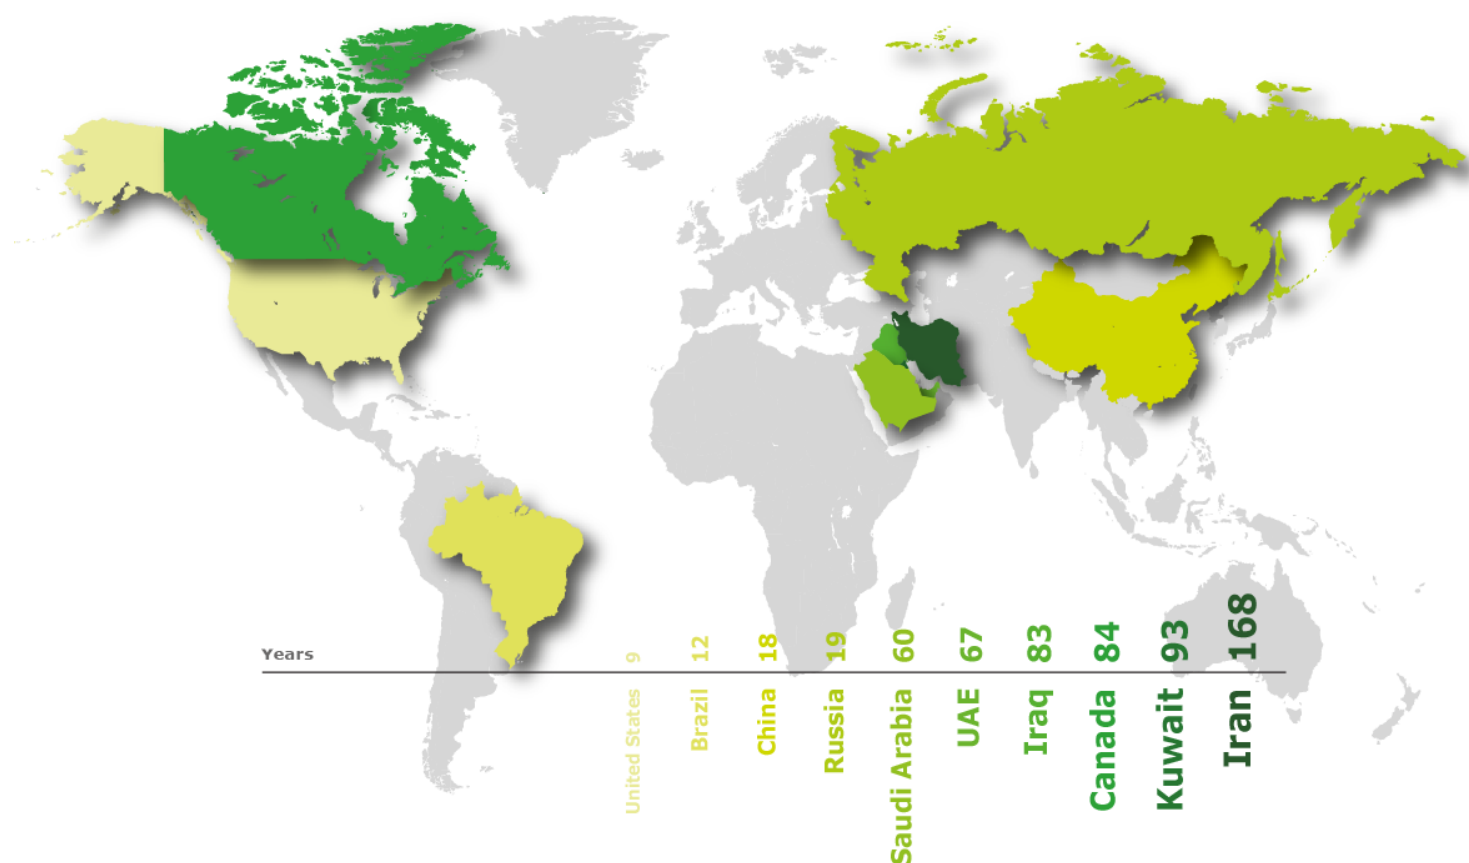 Years
9
12
18
19
60
67
83
84
93
168
United States
Brazil
China
Russia
Saudi Arabia
UAE
Iraq
Canada
Kuwait
Iran